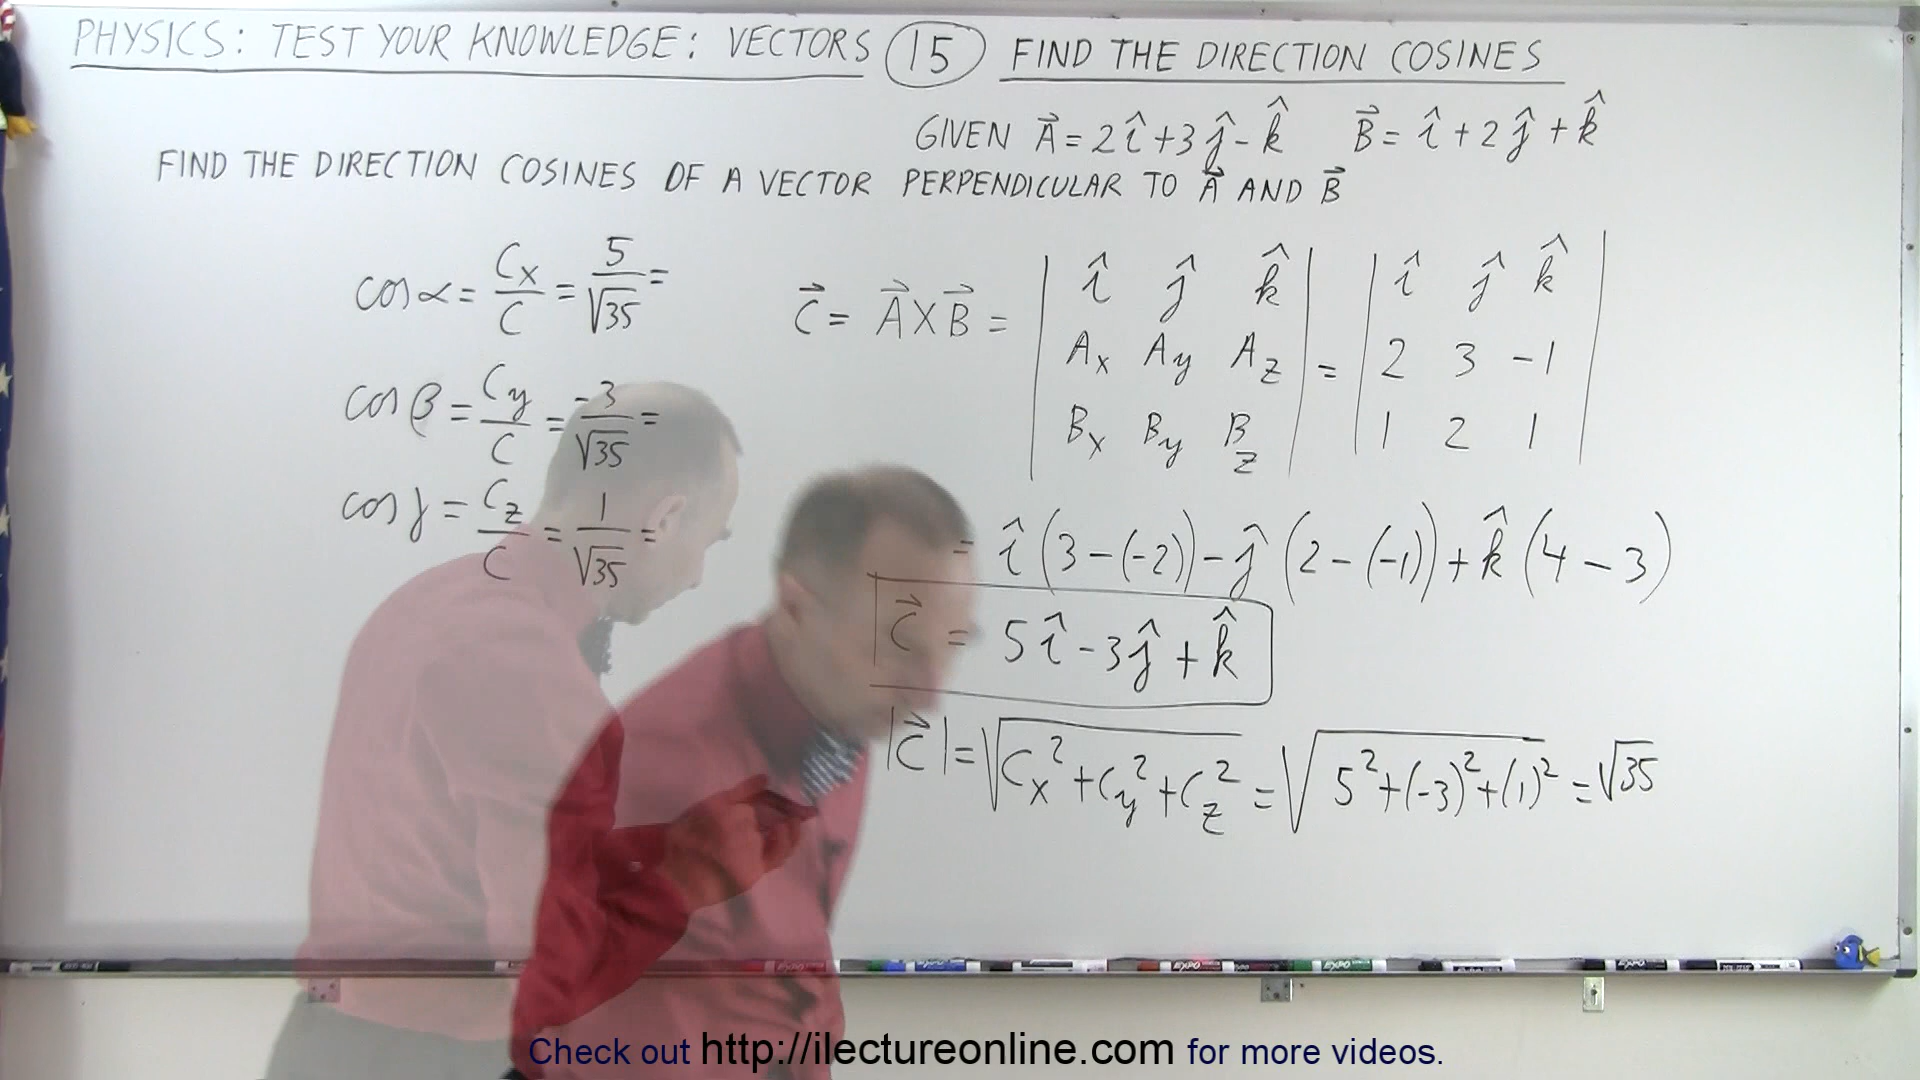 PHYSICS: TEST YOUR KNOWLEDGE: VECTORS 15 FIND THE DIRECTION COSINES
GIVEN A⃗ = 2î + 3ĵ - k̂ B⃗ = î + 2ĵ + k̂
FIND THE DIRECTION COSINES OF A VECTOR PERPENDICULAR TO A⃗ AND B⃗
cos α = Cx/C = 5/√35 =
cos β = Cy/C = -3/√35 =
cos γ = Cz/C = 1/√35 =
C⃗ = A⃗ X B⃗ = | î ĵ k̂ | = | î ĵ k̂ |
| Ax Ay Az | | 2 3 -1 |
| Bx By Bz | | 1 2 1 |
= î (3 - (-2)) - ĵ (2 - (-1)) + k̂ (4 - 3)
C⃗ = 5î - 3ĵ + k̂
|C⃗| = √Cx² + Cy² + Cz² = √5² + (-3)² + (1)² = √35
EXPO EXPO EXPO
Check out http://ilectureonline.com for more videos.